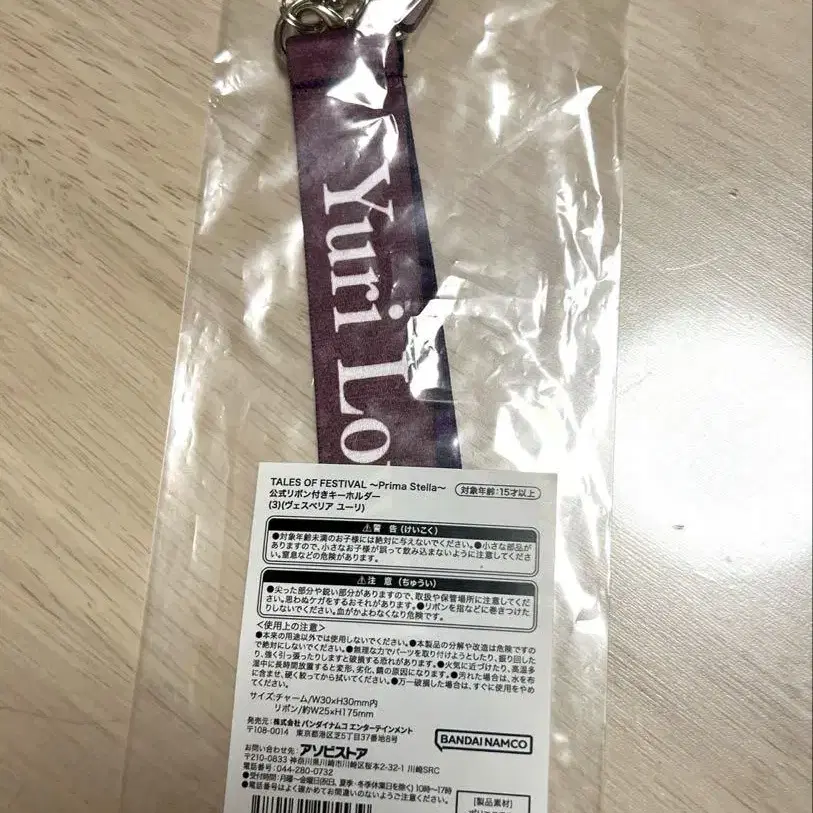 Yuri Lo
TALES OF FESTIVAL ～Prima Stella～
対象年齢:15才以上
公式リボン付きキーホルダー
(3)(ヴェスペリア ユーリ)
⚠警 告 (けいこく)
●対象年齢未満のお子様には絶対に与えないでください。●小さな部品が
ありますので、小さなお子様が誤って飲み込まないように注意してください。
窒息などの危険があります。
⚠注 意 (ちゅうい)
●尖った部分や鋭い部分がありますので、取扱や保管場所に注意してくだ
さい。思わぬケガをするおそれがあります。●リボンを指などに巻きつけた
りしないでください。血がかよわなくなり危険です。
＜使用上の注意＞
●本来の用途以外では使用しないでください。●本製品の分解や改造は危険ですの
で絶対にしないでください。●無理な力でパーツを取り付けようとしたり、振り回した
り、強く引っ張ったりしますと破損する恐れがあります。●火気に近づけたり、高温多
湿中に長時間放置すると変形、劣化、錆の原因になります。●汚れた場合は、水を布
に含ませ、硬く絞ってから拭いてください。●万一破損した場合は、すぐに使用をやめ
てください。
サイズ:チャーム/W30×H30mm内
リボン/約W25×H175mm
発売元:株式会社 バンダイナムコ エンターテインメント
〒108-0014 東京都港区芝5丁目37番地8号
BANDAI NAMCO
お問い合わせ先:アソビストア
〒210-0833 神奈川県川崎市川崎区桜本2-32-1 川崎SRC
電話番号:044-280-0732
●受付時間:月曜～金曜日(祝日、夏季・冬季休業日を除く) 10時～17時
●電話番号はよく確かめてお間違いのないようご注意ください。
[製品素材]